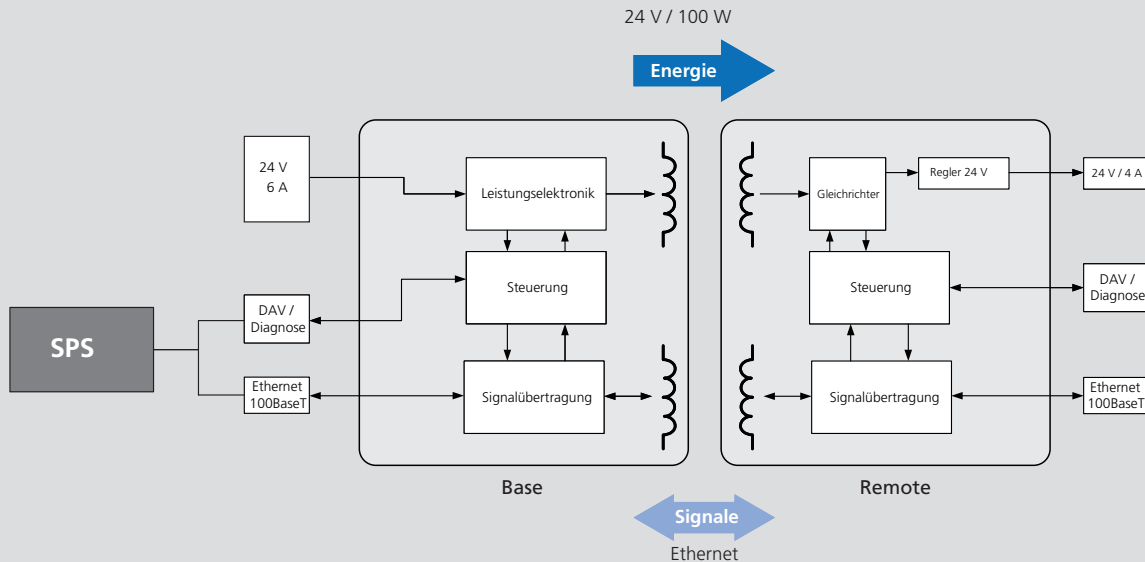 24 V / 100 W
Energie
24 V
6 A
Leistungselektronik
Gleichrichter
Regler 24 V
24 V / 4 A
SPS
DAV /
Diagnose
Steuerung
Steuerung
DAV /
Diagnose
Ethernet
100BaseT
Signalübertragung
Signalübertragung
Ethernet
100BaseT
Base
Remote
Signale
Ethernet